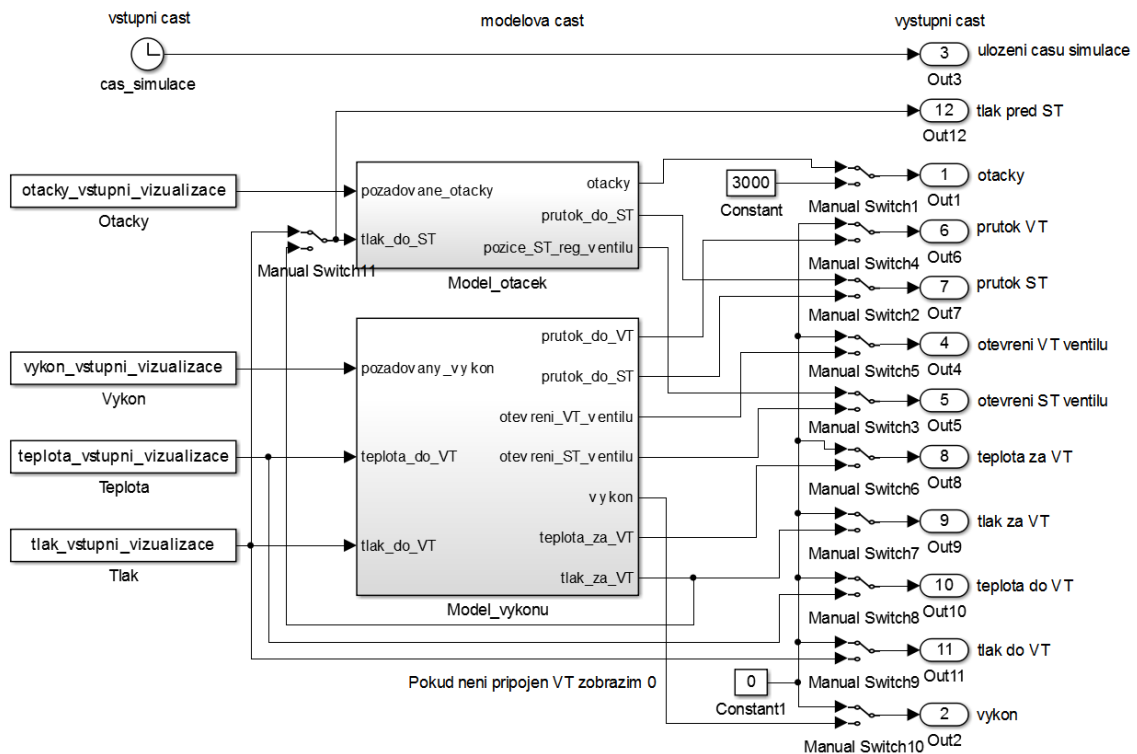 vstupni cast
modelova cast
vystupni cast
cas_simulace
3
ulozeni casu simulace
Out3
12
tlak pred ST
Out12
otacky_vstupni_vizualizace
Otacky
pozadovane_otacky
tlak_do_ST
otacky
prutok_do_ST
pozice_ST_reg_ventilu
Model_otacek
Manual Switch11
3000
Constant
Manual Switch1
1
otacky
Out1
Manual Switch4
6
prutok VT
Out6
Manual Switch2
7
prutok ST
Out7
vykon_vstupni_vizualizace
Vykon
teplota_vstupni_vizualizace
Teplota
tlak_vstupni_vizualizace
Tlak
pozadovany_vykon
teplota_do_VT
tlak_do_VT
prutok_do_VT
prutok_do_ST
otevreni_VT_ventilu
otevreni_ST_ventilu
vykon
teplota_za_VT
tlak_za_VT
Model_vykonu
Manual Switch5
4
otevreni VT ventilu
Out4
Manual Switch3
5
otevreni ST ventilu
Out5
Manual Switch6
8
teplota za VT
Out8
Manual Switch7
9
tlak za VT
Out9
Manual Switch8
10
teplota do VT
Out10
Manual Switch9
11
tlak do VT
Out11
Pokud neni pripojen VT zobrazim 0
0
Constant1
Manual Switch10
2
vykon
Out2